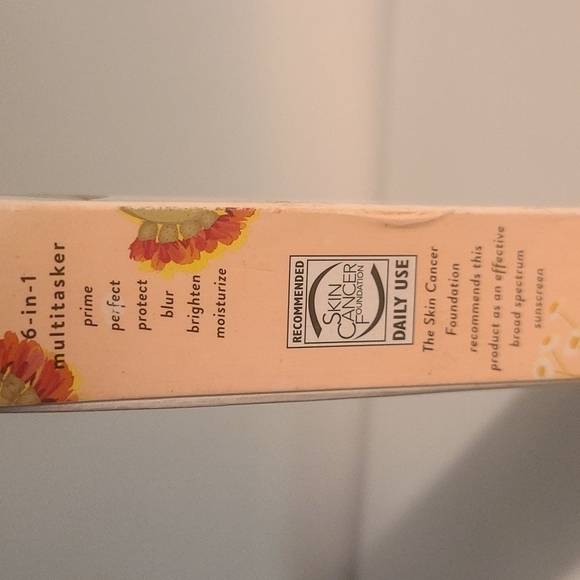 6-in-1
multitasker
prime
perfect
protect
blur
brighten
moisturize
RECOMMENDED
SKIN
CANCER
FOUNDATION
DAILY USE
The Skin Cancer
Foundation
recommends this
product as an effective
broad spectrum
sunscreen